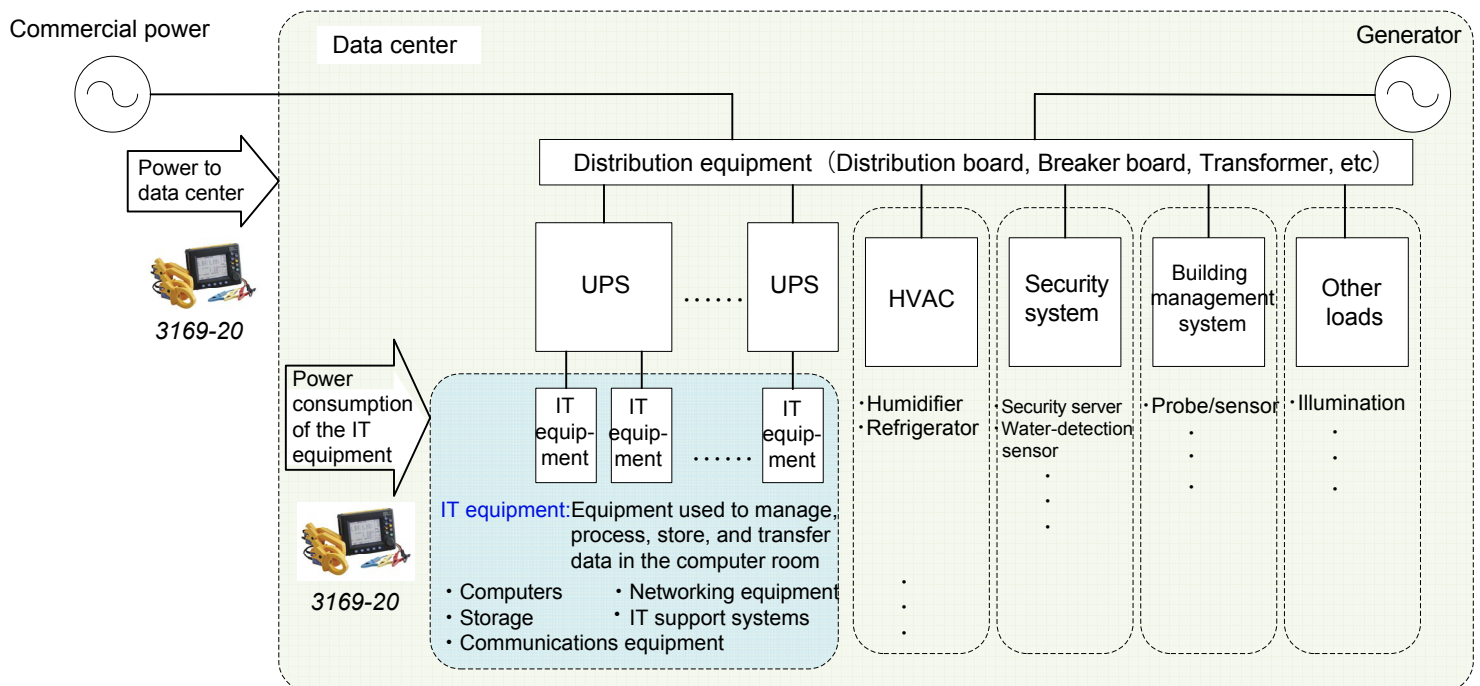 Commercial power
Data center
Generator
Distribution equipment（Distribution board, Breaker board, Transformer, etc）
Power to
data center
3169-20
UPS
......
UPS
HVAC
Security
system
Building
management
system
Other
loads
Power
consumption
of the IT
equipment
3169-20
IT
equip-
ment
IT
equip-
ment
......
IT
equip-
ment
・Humidifier
・Refrigerator
・Security server
・Water-detection
sensor
・Probe/sensor
・Illumination
IT equipment:Equipment used to manage,
process, store, and transfer
data in the computer room
・Computers
・Networking equipment
・Storage
・IT support systems
・Communications equipment